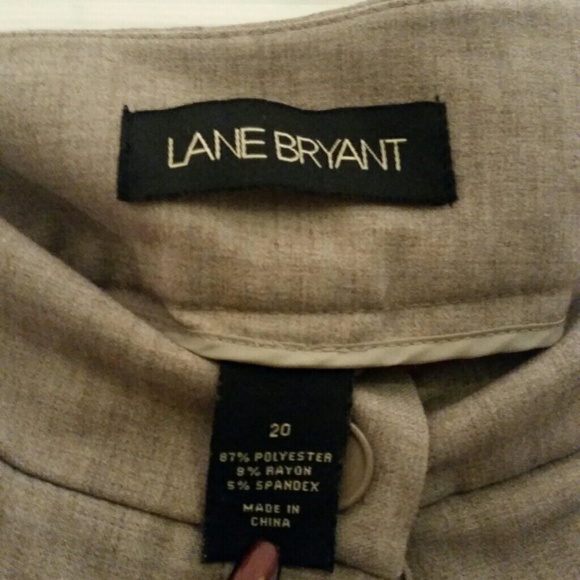 LANE BRYANT
20
87% POLYESTER
8% RAYON
5% SPANDEX
MADE IN
CHINA